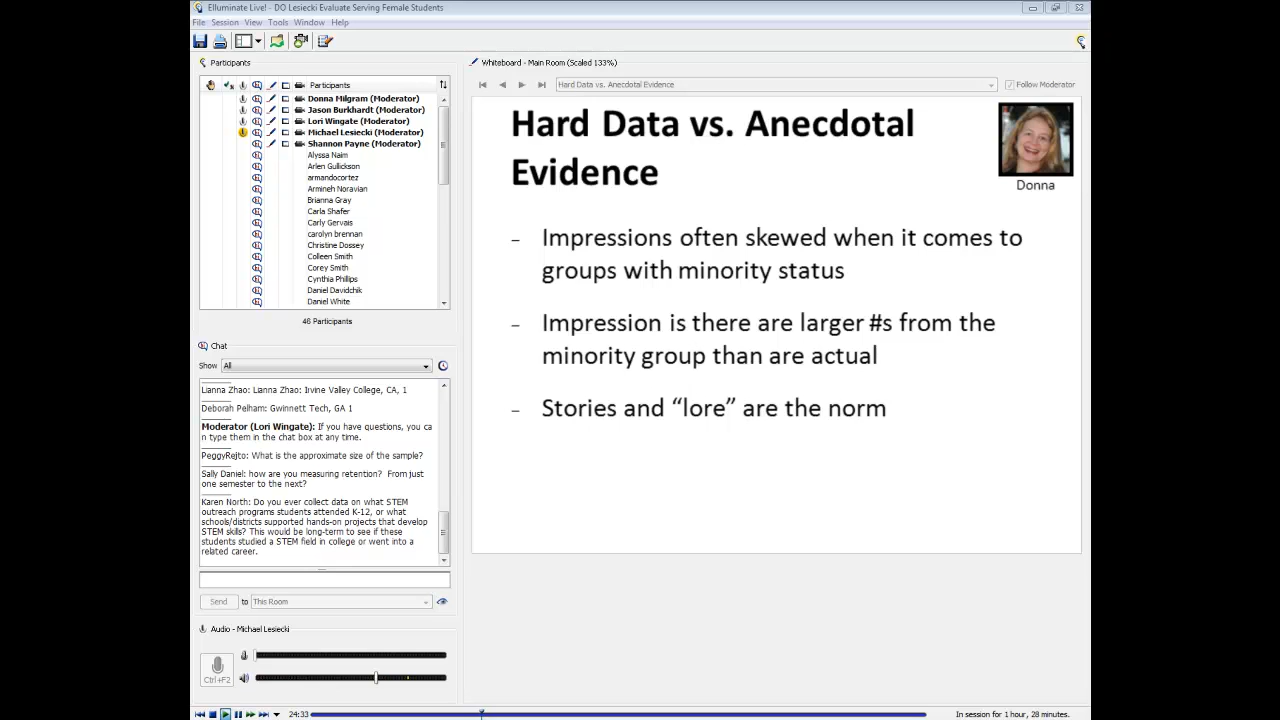 Elluminate Live! - DO Lesiecki Evaluate Serving Female Students
File Session View Tools Window Help
Participants
Participants
Donna Milgram (Moderator)
Jason Burkhardt (Moderator)
Lori Wingate (Moderator)
Michael Lesiecki (Moderator)
Shannon Payne (Moderator)
Alyssa Naim
Arlen Gullickson
armandocortez
Armineh Noravian
Brianna Gray
Carla Shafer
Carly Gervais
carolyn brennan
Christine Dossey
Colleen Smith
Corey Smith
Cynthia Phillips
Daniel Davidchik
Daniel White
46 Participants
Chat
Show All
Lianna Zhao: Lianna Zhao: Irvine Valley College, CA, 1
Deborah Pelham: Gwinnett Tech, GA 1
Moderator (Lori Wingate): If you have questions, you ca
n type them in the chat box at any time.
PeggyRejto: What is the approximate size of the sample?
Sally Daniel: how are you measuring retention? From just
one semester to the next?
Karen North: Do you ever collect data on what STEM
outreach programs students attended K-12, or what
schools/districts supported hands-on projects that develop
STEM skills? This would be long-term to see if these
students studied a STEM field in college or went into a
related career.
Send to This Room
Audio - Michael Lesiecki
Ctrl+F2
Whiteboard - Main Room (Scaled 133%)
Hard Data vs. Anecdotal Evidence
Follow Moderator
Hard Data vs. Anecdotal
Evidence
Donna
– Impressions often skewed when it comes to
groups with minority status
– Impression is there are larger #s from the
minority group than are actual
– Stories and “lore” are the norm
24:33
In session for 1 hour, 28 minutes.